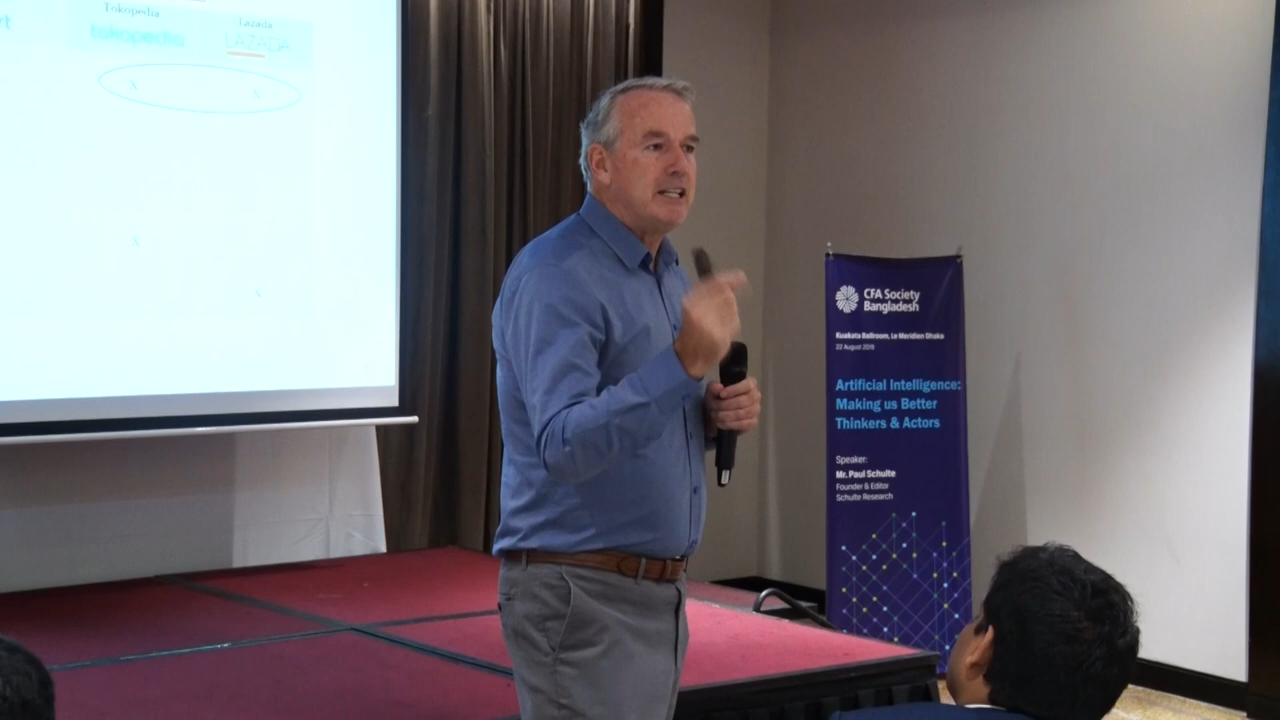 Tokopedia
Lazada
tokopedia
LAZADA
X
X
X
CFA Society
Bangladesh
Kuakata Ballroom, Le Meridien Dhaka
22 August 2019
Artificial Intelligence:
Making us Better
Thinkers & Actors
Speaker:
Mr. Paul Schulte
Founder & Editor
Schulte Research